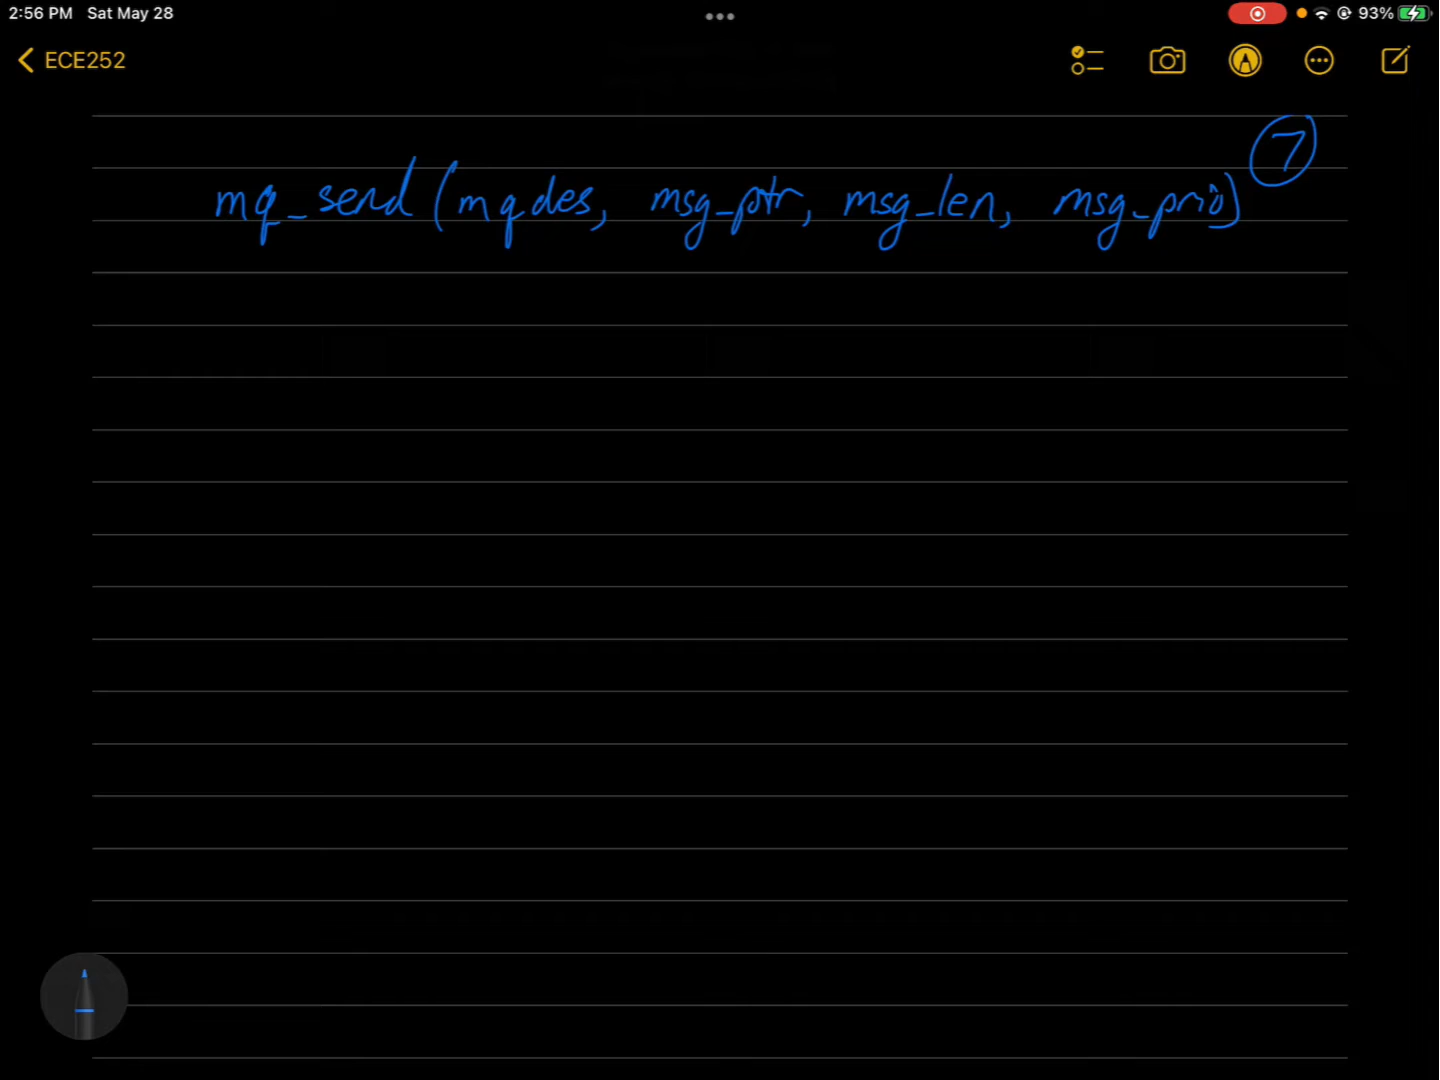 2:56 PM Sat May 28 93%
ECE252
7
mq_send (mqdes, msg_ptr, msg_len, msg_prio)